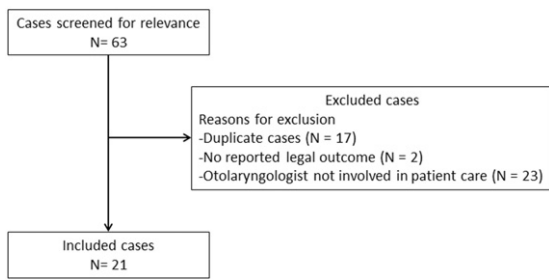 Cases screened for relevance
N= 63
Excluded cases
Reasons for exclusion
-Duplicate cases (N = 17)
-No reported legal outcome (N = 2)
-Otolaryngologist not involved in patient care (N = 23)
Included cases
N= 21